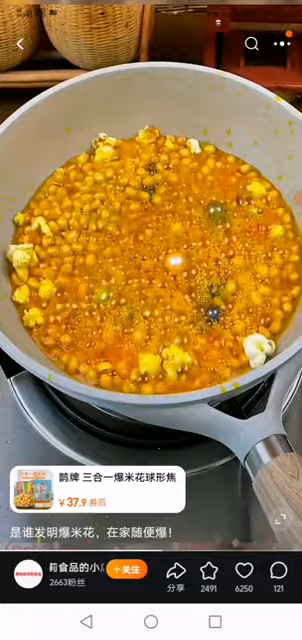 鹊牌 三合一爆米花球形焦
¥37.9 券后
是谁发明爆米花，在家随便爆！
莉食品的小
2663粉丝
+关注
分享
2491
6250
121